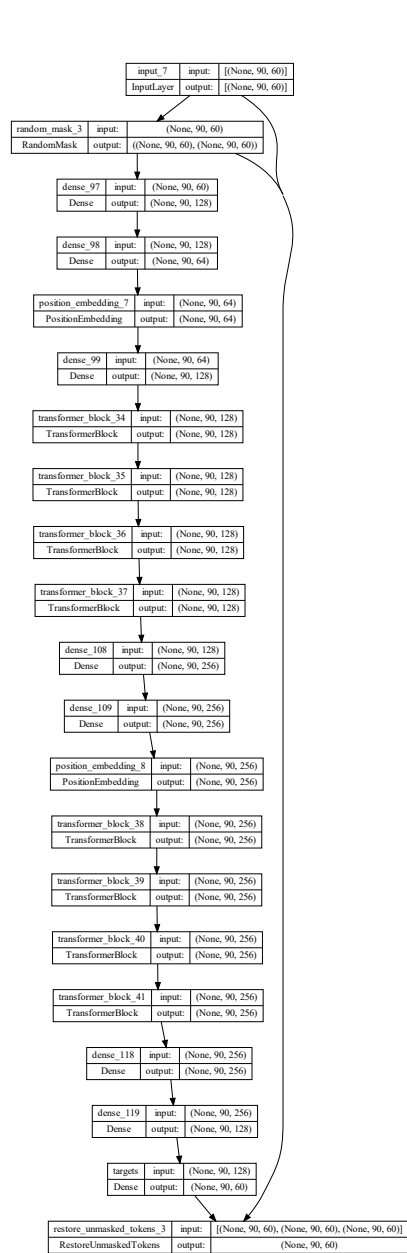 input_7 input: [(None, 90, 60)]
InputLayer output: [(None, 90, 60)]
random_mask_3 input: (None, 90, 60)
RandomMask output: ((None, 90, 60), (None, 90, 60))
dense_97 input: (None, 90, 60)
Dense output: (None, 90, 128)
dense_98 input: (None, 90, 128)
Dense output: (None, 90, 64)
position_embedding_7 input: (None, 90, 64)
PositionEmbedding output: (None, 90, 64)
dense_99 input: (None, 90, 64)
Dense output: (None, 90, 128)
transformer_block_34 input: (None, 90, 128)
TransformerBlock output: (None, 90, 128)
transformer_block_35 input: (None, 90, 128)
TransformerBlock output: (None, 90, 128)
transformer_block_36 input: (None, 90, 128)
TransformerBlock output: (None, 90, 128)
transformer_block_37 input: (None, 90, 128)
TransformerBlock output: (None, 90, 128)
dense_108 input: (None, 90, 128)
Dense output: (None, 90, 256)
dense_109 input: (None, 90, 256)
Dense output: (None, 90, 256)
position_embedding_8 input: (None, 90, 256)
PositionEmbedding output: (None, 90, 256)
transformer_block_38 input: (None, 90, 256)
TransformerBlock output: (None, 90, 256)
transformer_block_39 input: (None, 90, 256)
TransformerBlock output: (None, 90, 256)
transformer_block_40 input: (None, 90, 256)
TransformerBlock output: (None, 90, 256)
transformer_block_41 input: (None, 90, 256)
TransformerBlock output: (None, 90, 256)
dense_118 input: (None, 90, 256)
Dense output: (None, 90, 256)
dense_119 input: (None, 90, 256)
Dense output: (None, 90, 128)
targets input: (None, 90, 128)
Dense output: (None, 90, 60)
restore_unmasked_tokens_3 input: [(None, 90, 60), (None, 90, 60), (None, 90, 60)]
RestoreUnmaskedTokens output: (None, 90, 60)